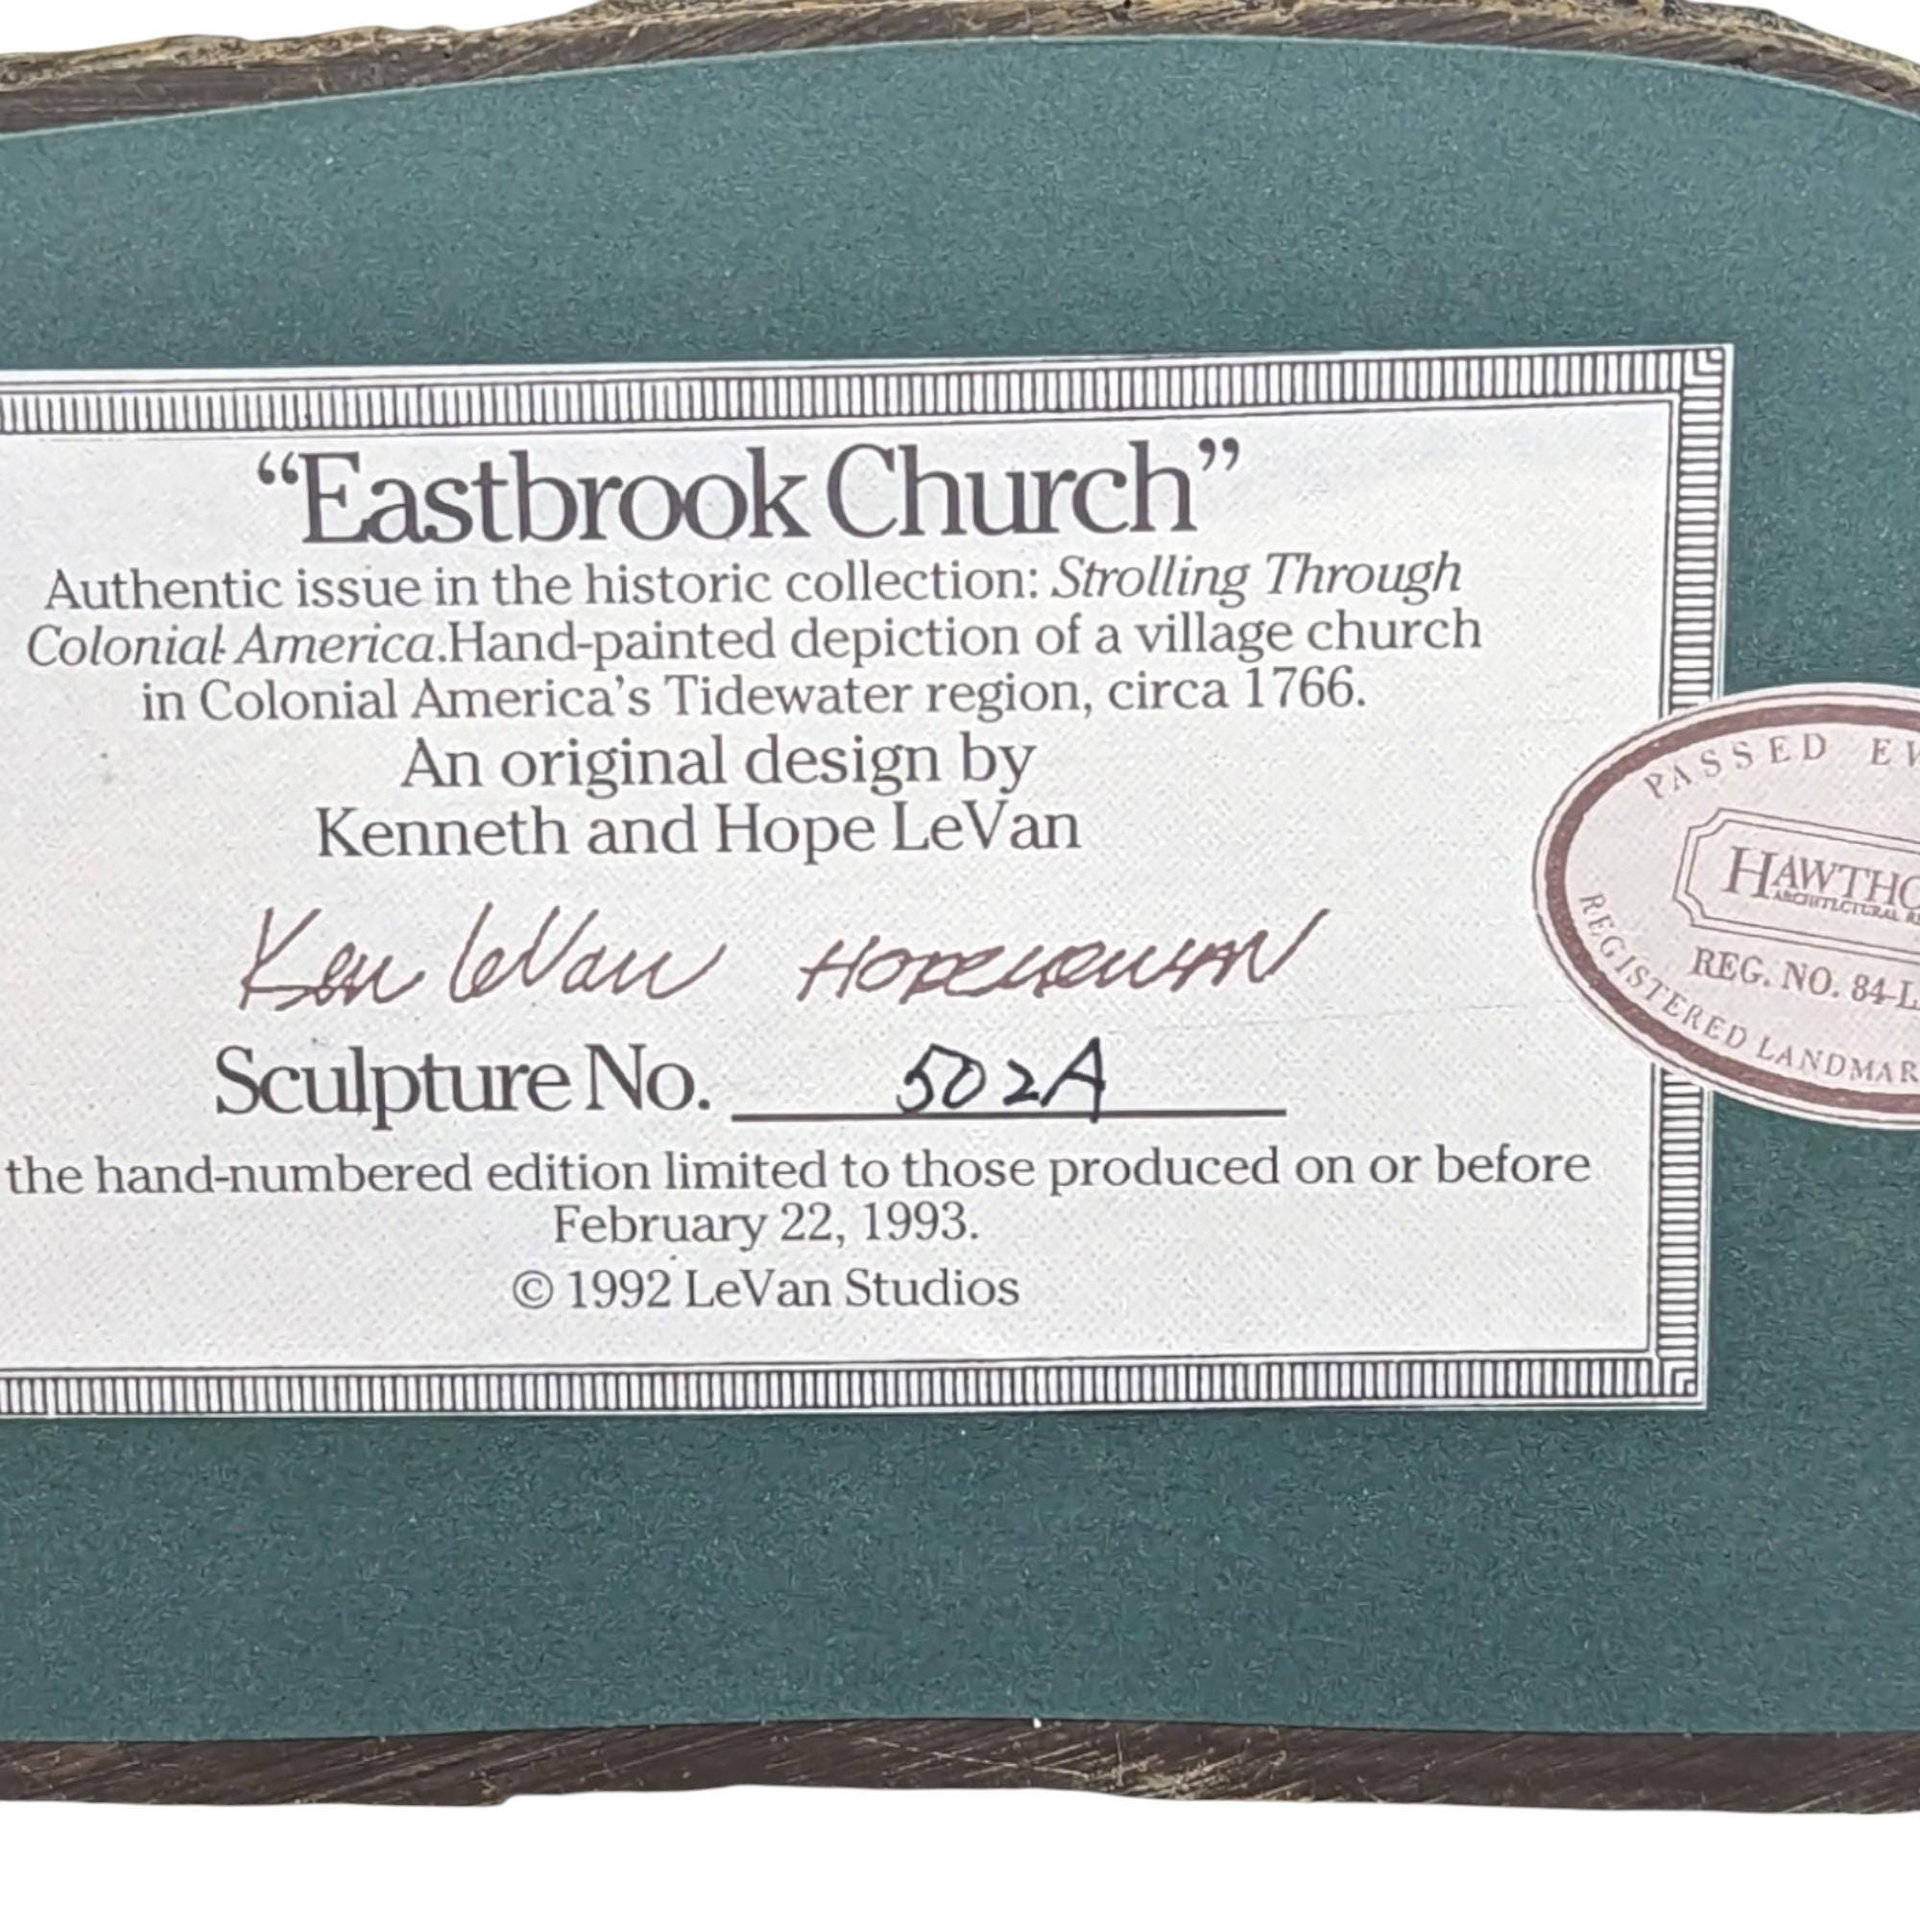 “Eastbrook Church”
Authentic issue in the historic collection: Strolling Through
Colonial America.Hand-painted depiction of a village church
in Colonial America’s Tidewater region, circa 1766.
An original design by
Kenneth and Hope LeVan
Ken LeVan
Sculpture No. 502A
the hand-numbered edition limited to those produced on or before
February 22, 1993.
© 1992 LeVan Studios
PASSED
REG. NO. 84-L
REGISTERED